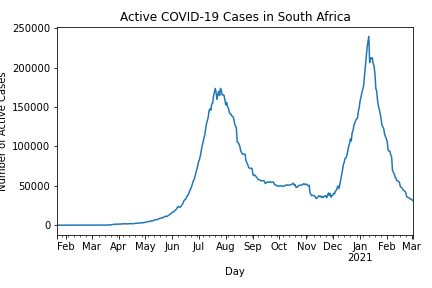 Active COVID-19 Cases in South Africa
250000
200000
150000
100000
50000
0
Number of Active Cases
Feb Mar Apr May Jun Jul Aug Sep Oct Nov Dec Jan Feb Mar
2021
Day